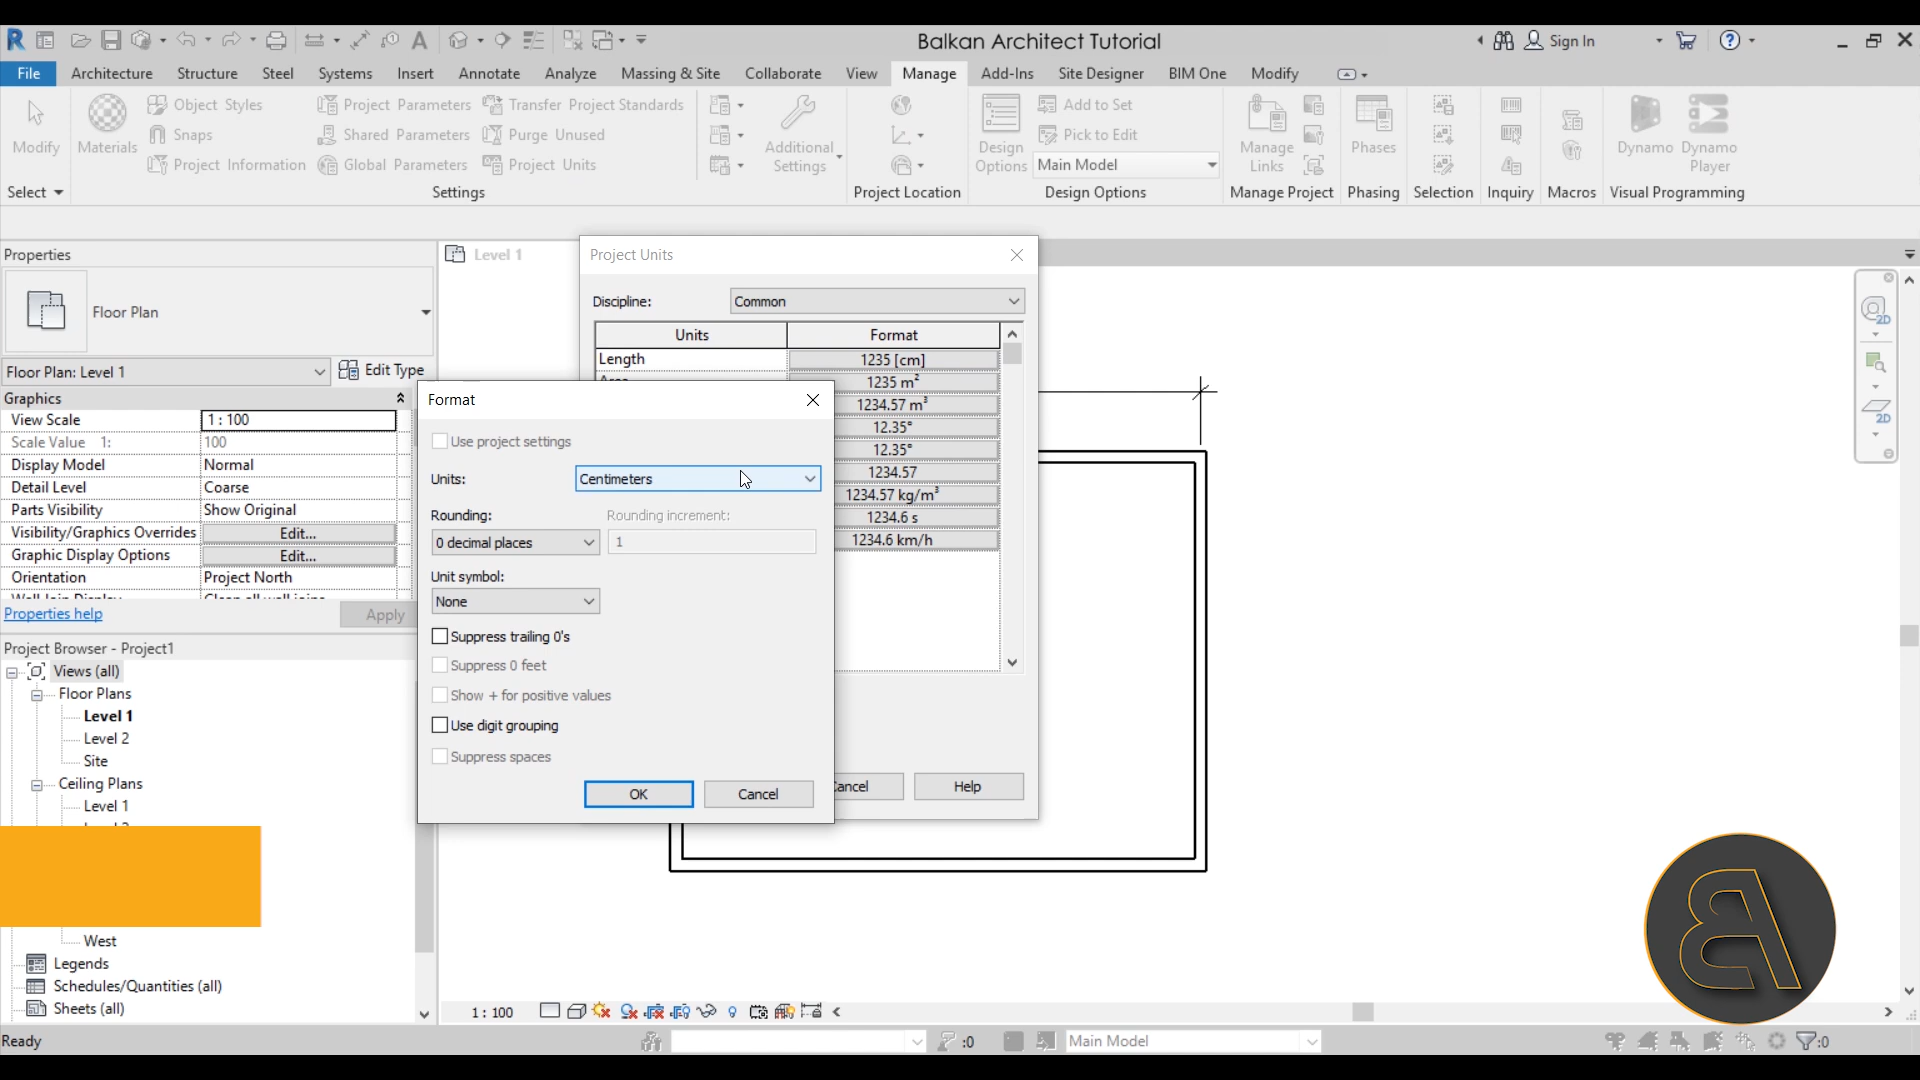 Balkan Architect Tutorial
Sign In
File Architecture Structure Steel Systems Insert Annotate Analyze Massing & Site Collaborate View Manage Add-Ins Site Designer BIM One Modify
Modify
Materials
Object Styles
Snaps
Project Information
Project Parameters
Shared Parameters
Global Parameters
Transfer Project Standards
Purge Unused
Project Units
Additional
Settings
Design
Options
Add to Set
Pick to Edit
Main Model
Manage
Links
Phases
Dynamo
Dynamo
Player
Select Settings Project Location Design Options Manage Project Phasing Selection Inquiry Macros Visual Programming
Properties
Floor Plan
Floor Plan: Level 1
Edit Type
Graphics
View Scale 1 : 100
Scale Value 1: 100
Display Model Normal
Detail Level Coarse
Parts Visibility Show Original
Visibility/Graphics Overrides Edit...
Graphic Display Options Edit...
Orientation Project North
Properties help
Apply
Project Browser - Project1
Views (all)
Floor Plans
Level 1
Level 2
Site
Ceiling Plans
Level 1
West
Legends
Schedules/Quantities (all)
Sheets (all)
Level 1
Project Units
Discipline: Common
Units Format
Length 1235 [cm]
1235 m²
1234.57 m³
12.35°
12.35°
1234.57
1234.57 kg/m³
1234.6 s
1234.6 km/h
Help
Format
Use project settings
Units: Centimeters
Rounding: Rounding increment:
0 decimal places 1
Unit symbol:
None
Suppress trailing 0's
Suppress 0 feet
Show + for positive values
Use digit grouping
Suppress spaces
OK Cancel
2D
2D
1 : 100
Ready
:0
Main Model
:0